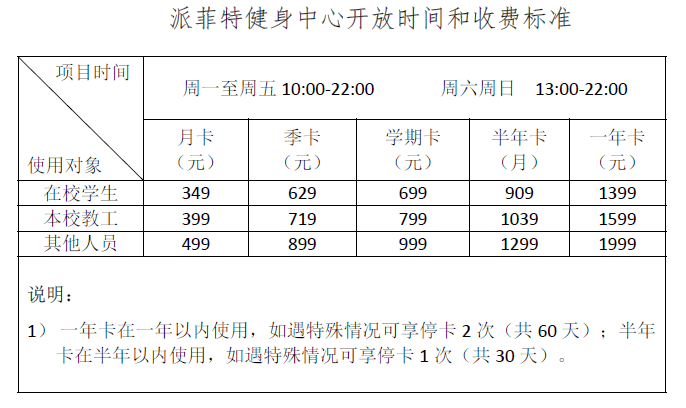 派菲特健身中心开放时间和收费标准
项目时间
周一至周五 10:00-22:00 周六周日 13:00-22:00
使用对象
月卡 季卡 学期卡 半年卡 一年卡
（元） （元） （元） （月） （元）
在校学生 349 629 699 909 1399
本校教工 399 719 799 1039 1599
其他人员 499 899 999 1299 1999
说明：
1） 一年卡在一年以内使用，如遇特殊情况可享停卡 2 次（共 60 天）；半年
卡在半年以内使用，如遇特殊情况可享停卡 1 次（共 30 天）。